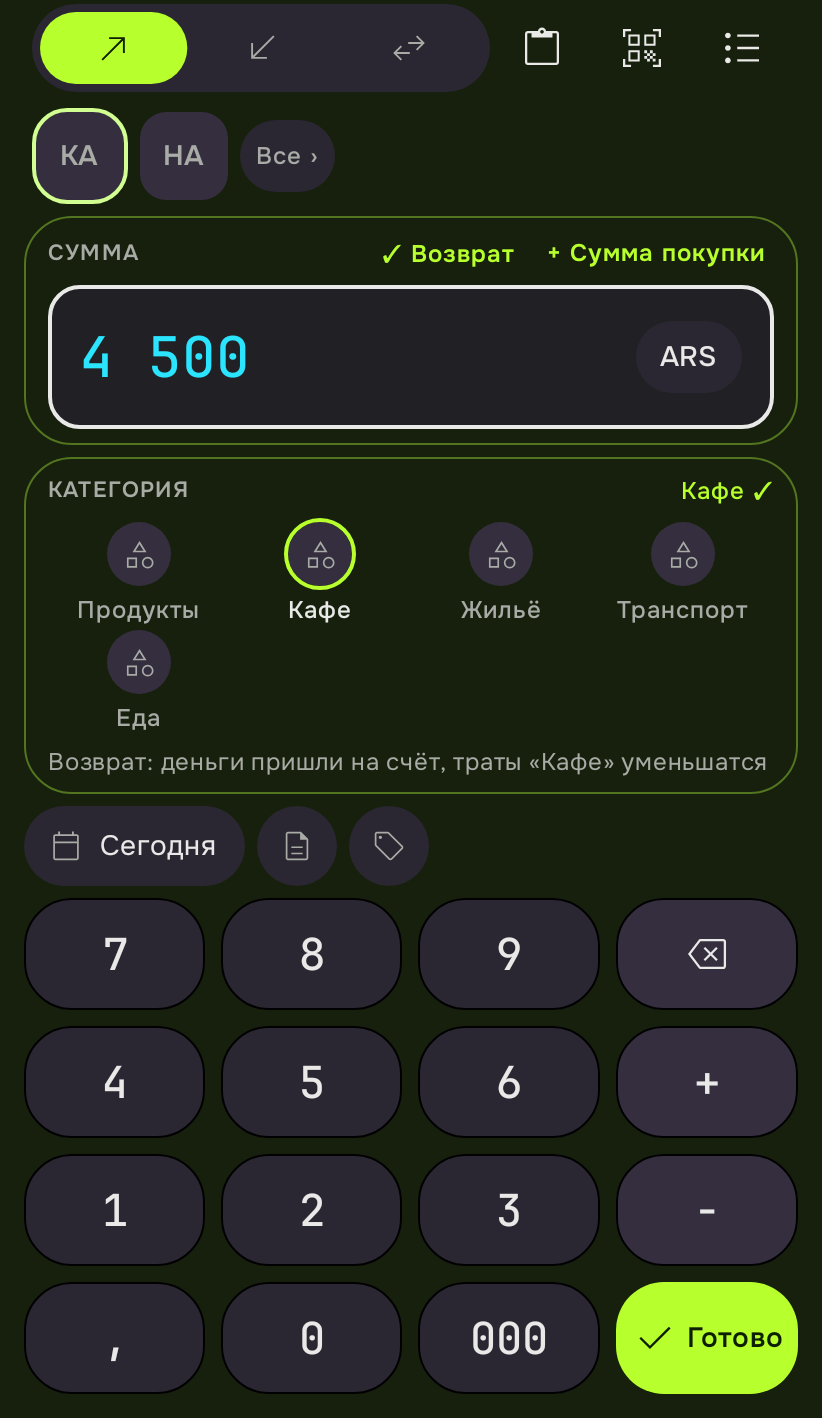 КА НА Все ›
СУММА ✓ Возврат + Сумма покупки
4 500 ARS
КАТЕГОРИЯ Кафе ✓
Продукты Кафе Жильё Транспорт
Еда
Возврат: деньги пришли на счёт, траты «Кафе» уменьшатся
Сегодня
7 8 9
4 5 6 +
1 2 3 -
, 0 000 Готово